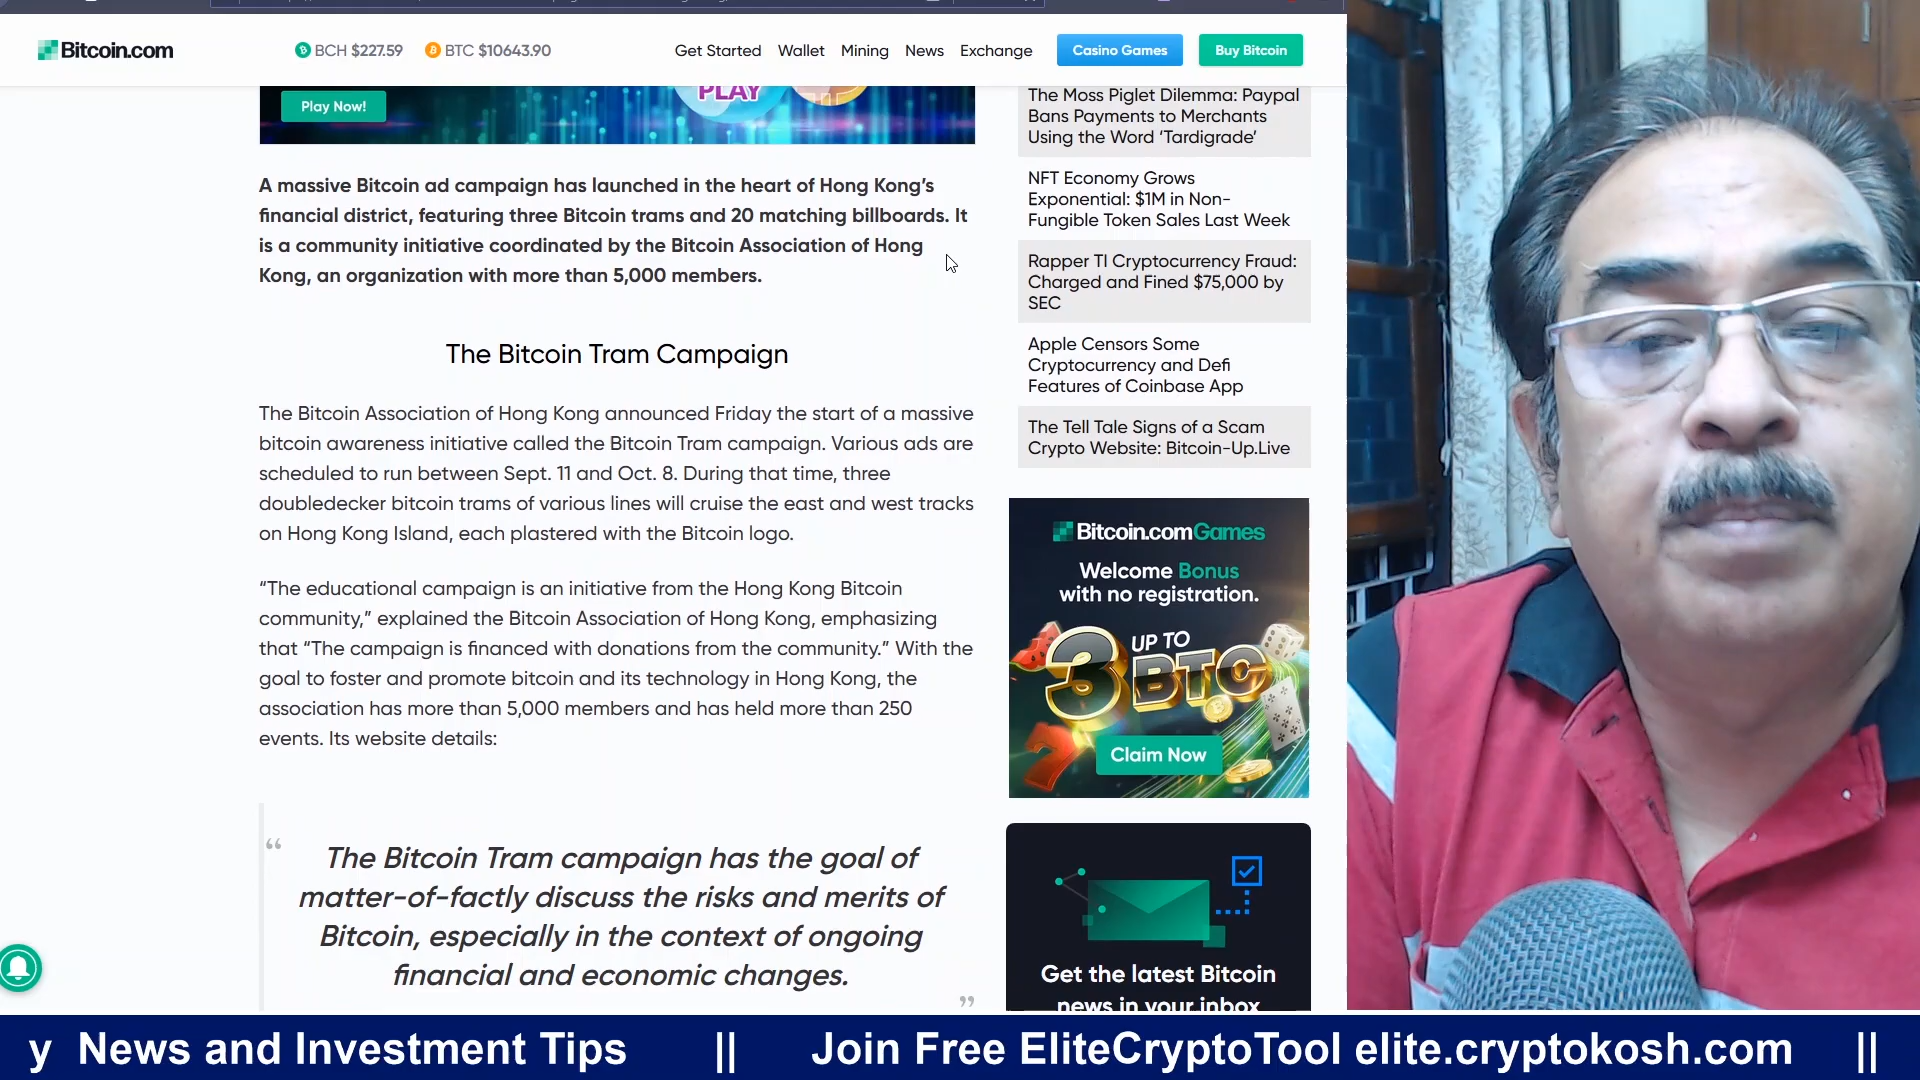 Bitcoin.com
BCH $227.59 BTC $10643.90
Get Started Wallet Mining News Exchange Casino Games Buy Bitcoin
PLAY
Play Now!
A massive Bitcoin ad campaign has launched in the heart of Hong Kong’s
financial district, featuring three Bitcoin trams and 20 matching billboards. It
is a community initiative coordinated by the Bitcoin Association of Hong
Kong, an organization with more than 5,000 members.
The Bitcoin Tram Campaign
The Bitcoin Association of Hong Kong announced Friday the start of a massive
bitcoin awareness initiative called the Bitcoin Tram campaign. Various ads are
scheduled to run between Sept. 11 and Oct. 8. During that time, three
doubledecker bitcoin trams of various lines will cruise the east and west tracks
on Hong Kong Island, each plastered with the Bitcoin logo.
“The educational campaign is an initiative from the Hong Kong Bitcoin
community,” explained the Bitcoin Association of Hong Kong, emphasizing
that “The campaign is financed with donations from the community.” With the
goal to foster and promote bitcoin and its technology in Hong Kong, the
association has more than 5,000 members and has held more than 250
events. Its website details:
“
The Bitcoin Tram campaign has the goal of
matter-of-factly discuss the risks and merits of
Bitcoin, especially in the context of ongoing
financial and economic changes.
”
The Moss Piglet Dilemma: Paypal
Bans Payments to Merchants
Using the Word ‘Tardigrade’
NFT Economy Grows
Exponential: $1M in Non-
Fungible Token Sales Last Week
Rapper TI Cryptocurrency Fraud:
Charged and Fined $75,000 by
SEC
Apple Censors Some
Cryptocurrency and Defi
Features of Coinbase App
The Tell Tale Signs of a Scam
Crypto Website: Bitcoin-Up.Live
Bitcoin.comGames
Welcome Bonus
with no registration.
UP TO
3 BTC
7
Claim Now
Get the latest Bitcoin
news in your inbox
y News and Investment Tips || Join Free EliteCryptoTool elite.cryptokosh.com ||